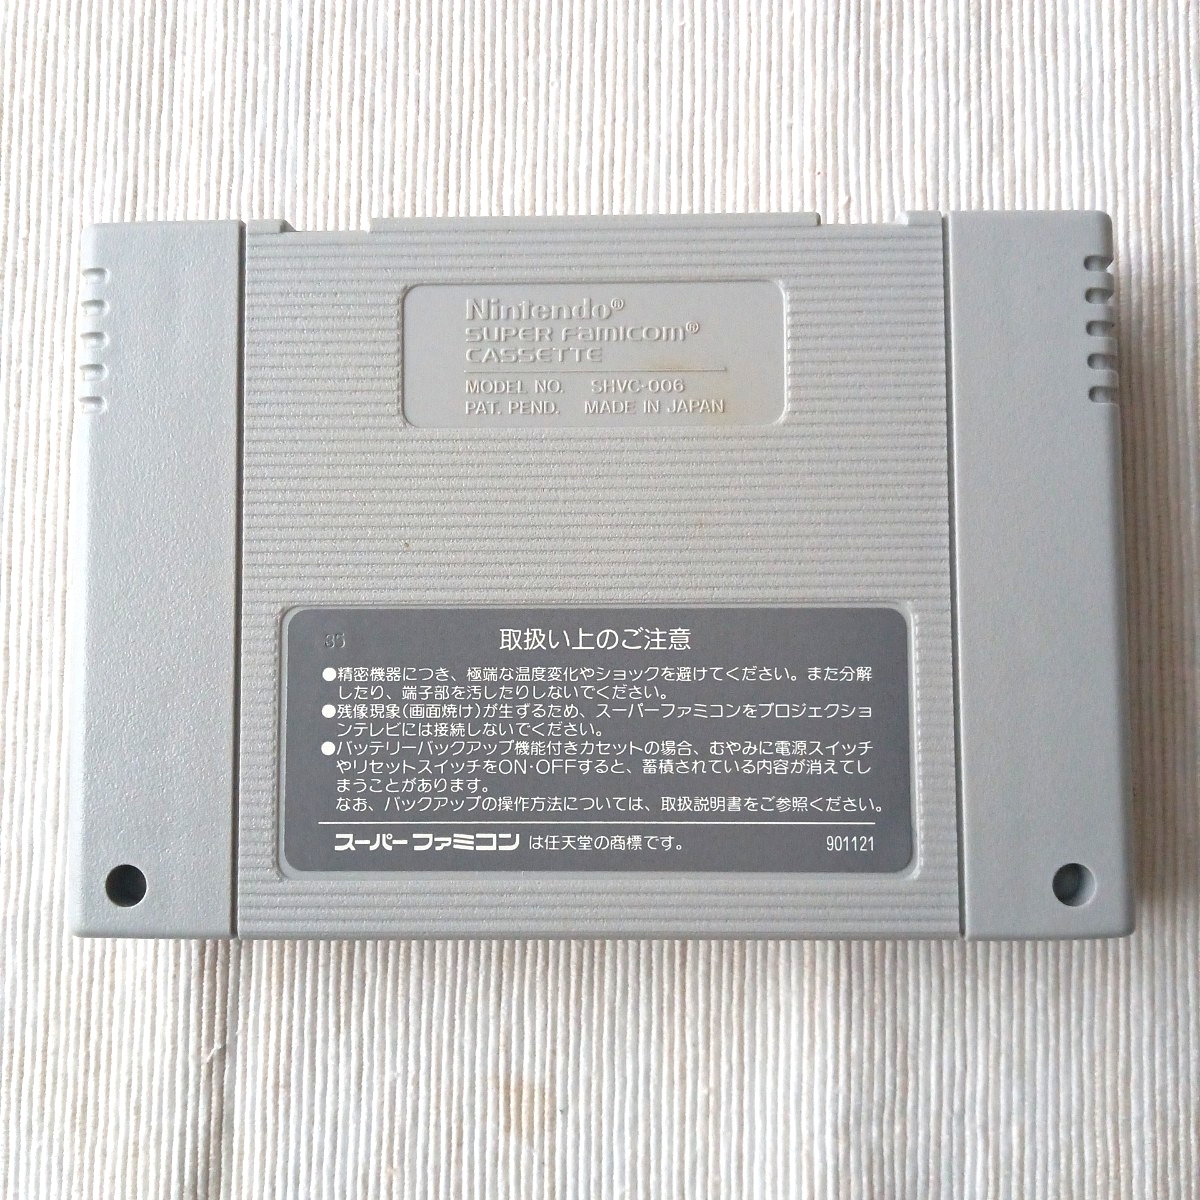 Nintendo®
SUPER FAMICOM®
CASSETTE
MODEL NO. SHVC-006
PAT. PEND. MADE IN JAPAN
取扱い上のご注意
●精密機器につき、極端な温度変化やショックを避けてください。また分解
したり、端子部を汚したりしないでください。
●残像現象(画面焼け)が生ずるため、スーパーファミコンをプロジェクショ
ンテレビには接続しないでください。
●バッテリーバックアップ機能付きカセットの場合、むやみに電源スイッチ
やリセットスイッチをON・OFFすると、蓄積されている内容が消えてし
まうことがあります。
なお、バックアップの操作方法については、取扱説明書をご参照ください。
スーパーファミコン は任天堂の商標です。 901121